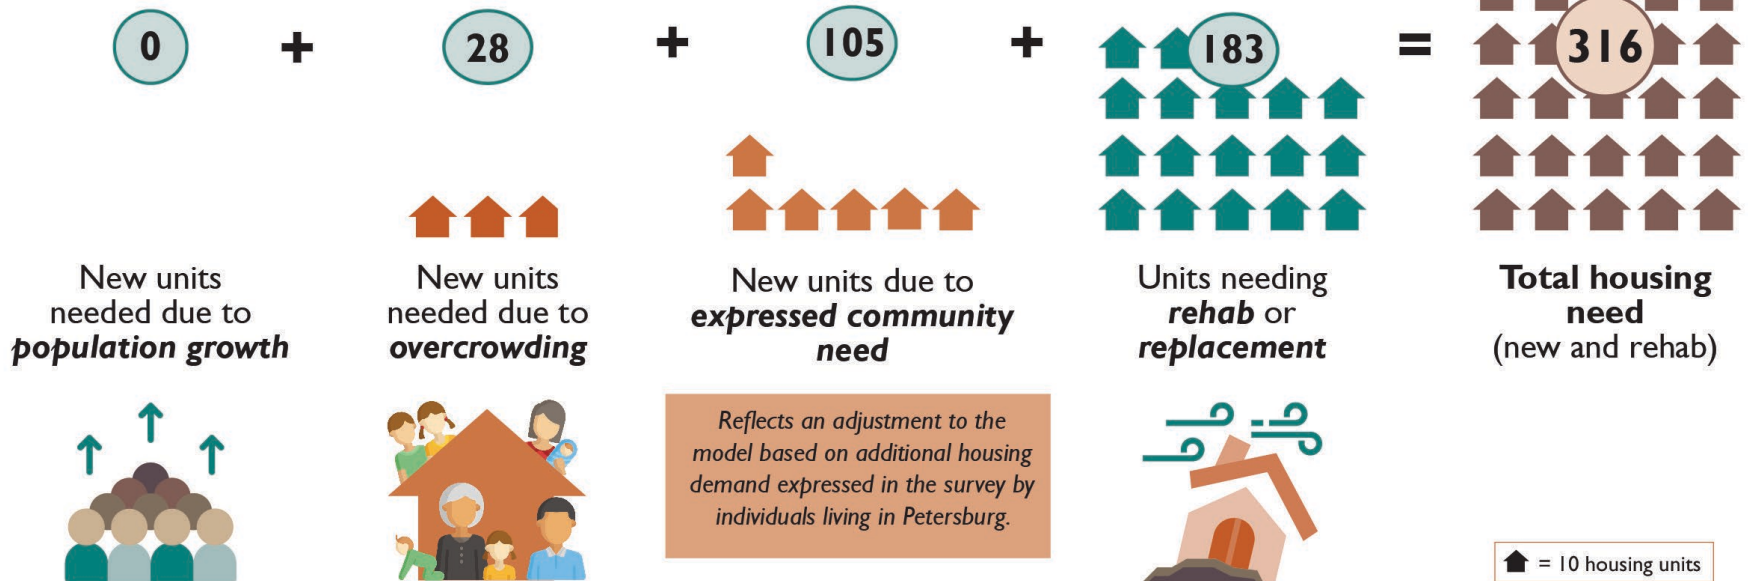 0 + 28 + 105 + 183 = 316
New units
needed due to
population growth
New units
needed due to
overcrowding
New units due to
expressed community
need
Reflects an adjustment to the
model based on additional housing
demand expressed in the survey by
individuals living in Petersburg.
Units needing
rehab or
replacement
Total housing
need
(new and rehab)
= 10 housing units